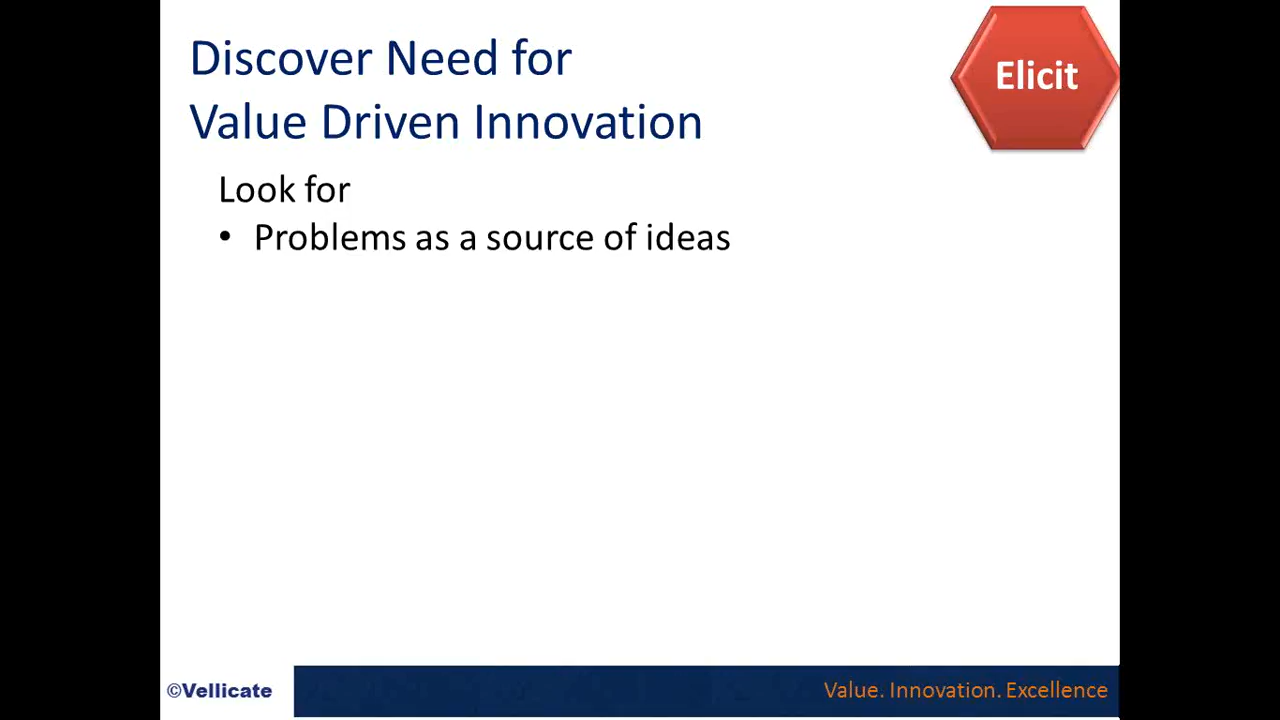 Discover Need for
Value Driven Innovation
Elicit
Look for
• Problems as a source of ideas
©Vellicate
Value. Innovation. Excellence